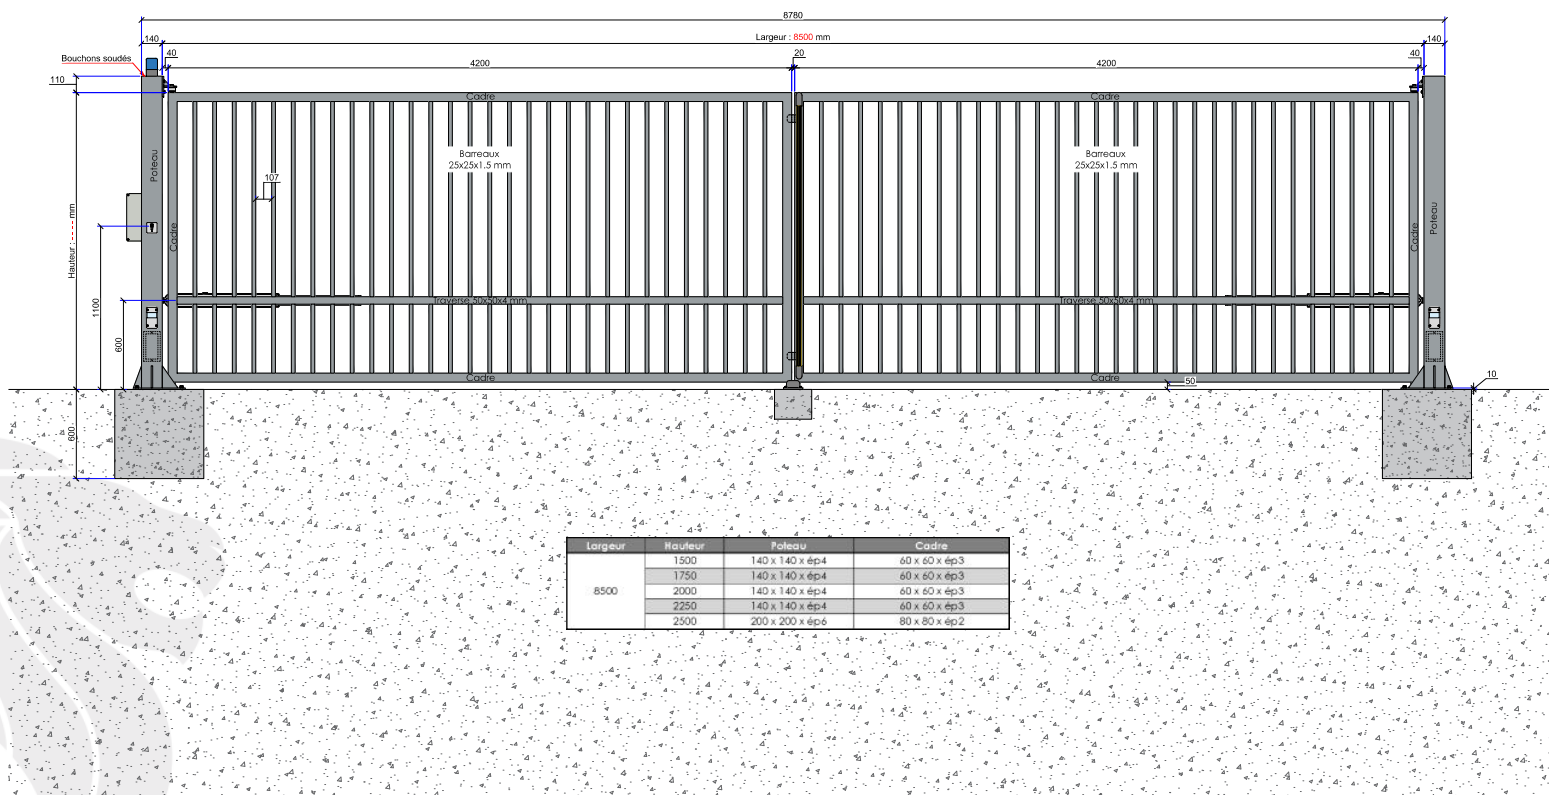 8780
140
Largeur : 8500 mm
140
Bouchons soudés
40
4200
20
4200
40
110
Cadre
Cadre
Poteau
Barreaux
25x25x1.5 mm
Barreaux
25x25x1.5 mm
107
Hauteur : ---- mm
Cadre
Cadre
Poteau
1100
600
Traverse 50x50x4 mm
Traverse 50x50x4 mm
Cadre
Cadre
50
10
600
Largeur Hauteur Poteau Cadre
8500
1500 140 x 140 x ép4 60 x 60 x ép3
1750 140 x 140 x ép4 60 x 60 x ép3
2000 140 x 140 x ép4 60 x 60 x ép3
2250 140 x 140 x ép4 60 x 60 x ép3
2500 200 x 200 x ép6 80 x 80 x ép2